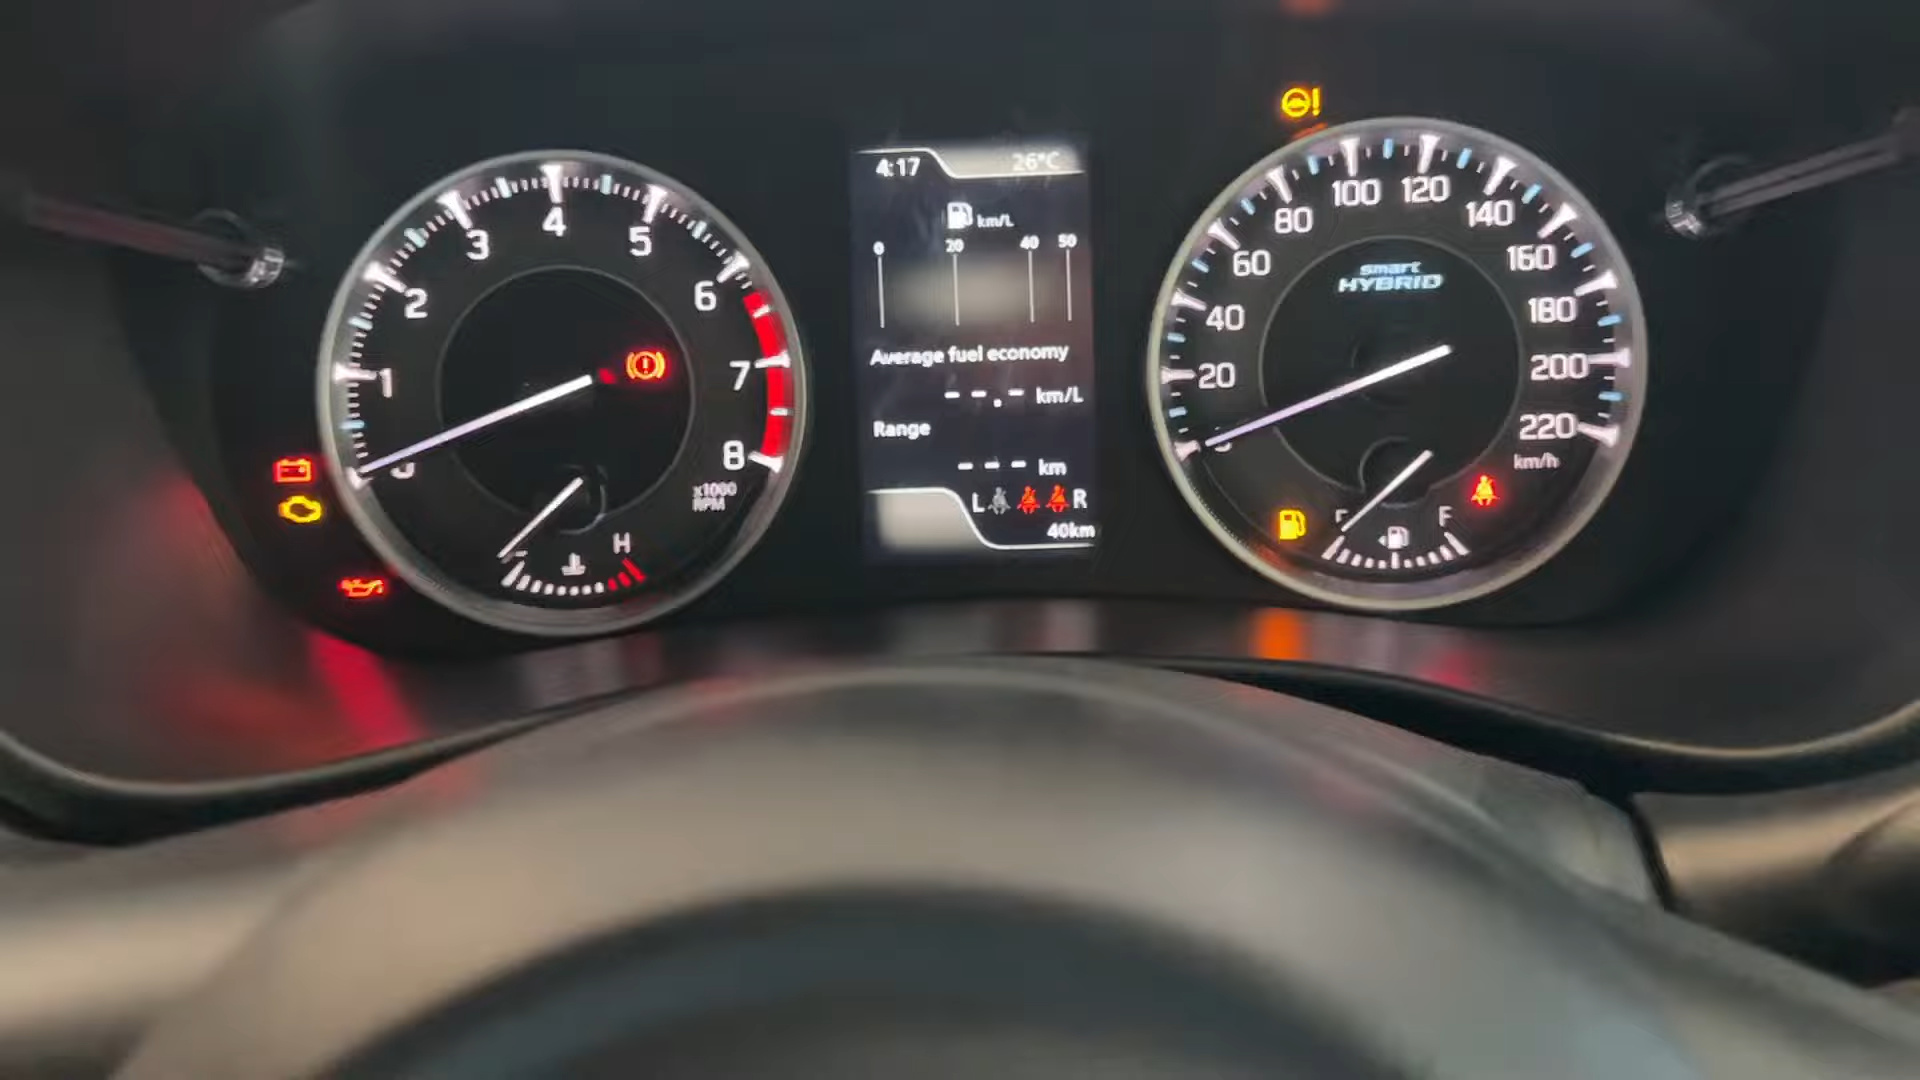 4:17
26°C
km/L
0 20 40 50
Average fuel economy
--.- km/L
Range
--- km
L R
40km
1
2
3
4
5
6
7
8
x1000
RPM
H
20
40
60
80
100
120
140
160
180
200
220
km/h
smart
HYBRID
F